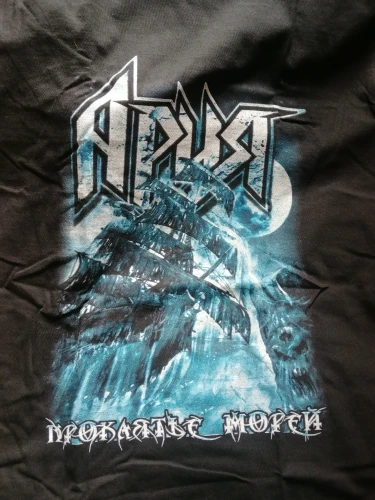 Ария
Проклятье морей